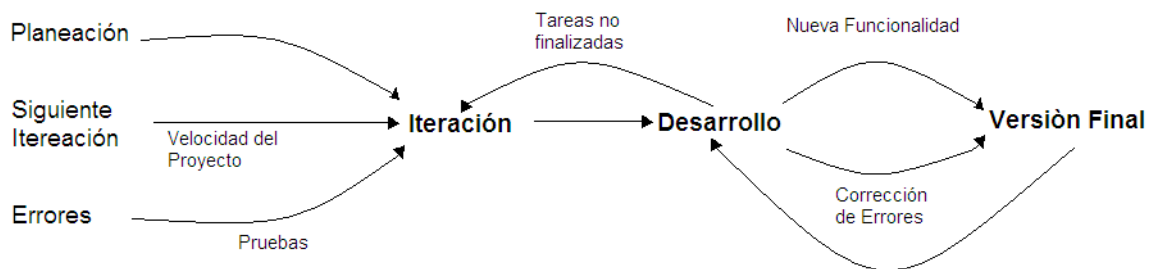 Planeación
Siguiente
Itereación
Velocidad del
Proyecto
Errores
Pruebas
Iteración
Tareas no
finalizadas
Desarrollo
Nueva Funcionalidad
Corrección
de Errores
Versiòn Final